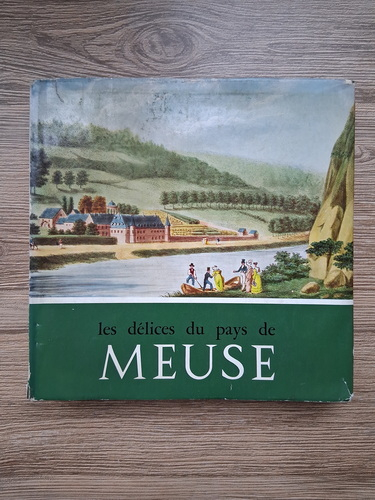 les délices du pays de
MEUSE